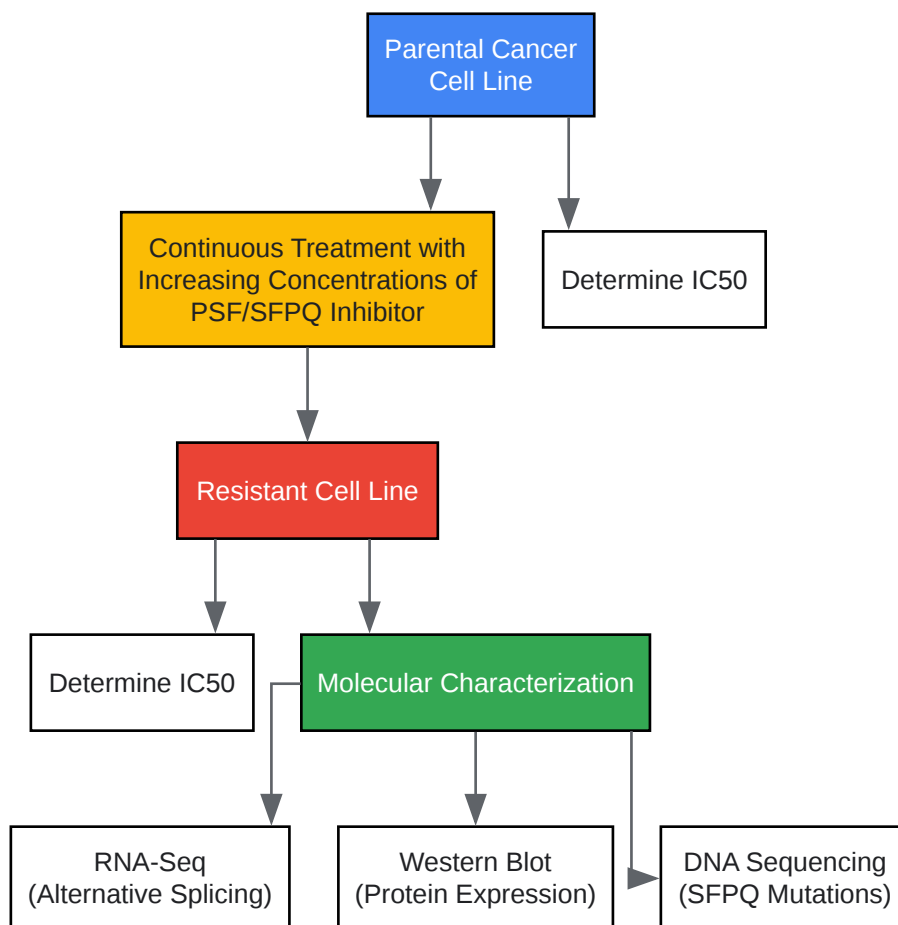 Parental Cancer
Cell Line
Continuous Treatment with
Increasing Concentrations of
PSF/SFPQ Inhibitor
Determine IC50
Resistant Cell Line
Determine IC50
Molecular Characterization
RNA-Seq
(Alternative Splicing)
Western Blot
(Protein Expression)
DNA Sequencing
(SFPQ Mutations)